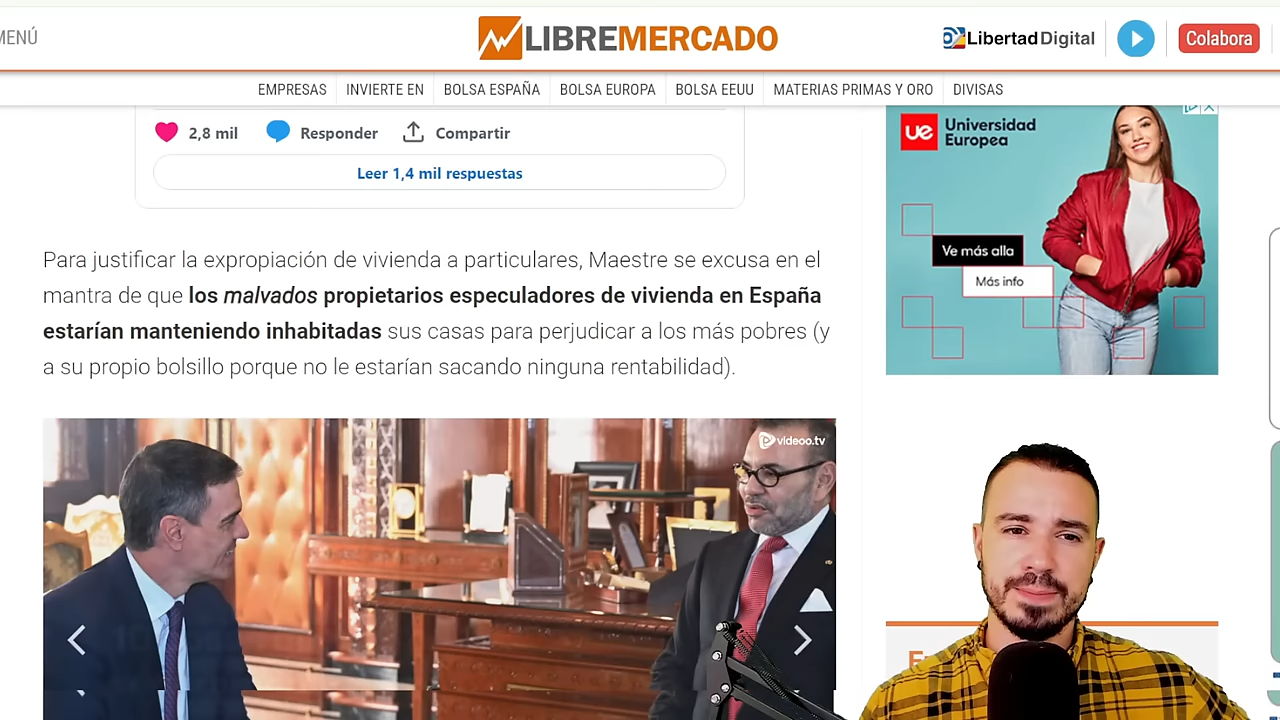 MENÚ
LIBREMERCADO
Libertad Digital
Colabora
EMPRESAS
INVIERTE EN
BOLSA ESPAÑA
BOLSA EUROPA
BOLSA EEUU
MATERIAS PRIMAS Y ORO
DIVISAS
2,8 mil
Responder
Compartir
Leer 1,4 mil respuestas
ue Universidad
Europea
Ve más alla
Más info
Para justificar la expropiación de vivienda a particulares, Maestre se excusa en el
mantra de que los malvados propietarios especuladores de vivienda en España
estarían manteniendo inhabitadas sus casas para perjudicar a los más pobres (y
a su propio bolsillo porque no le estarían sacando ninguna rentabilidad).
videoo.tv